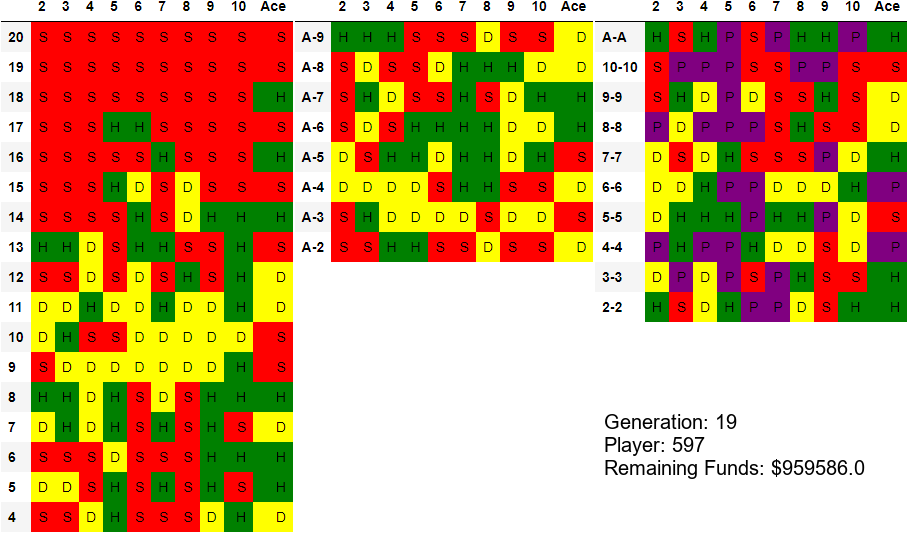 2 3 4 5 6 7 8 9 10 Ace
20 S S S S S S S S S S
19 S S S S S S S S S S
18 S S S S S S S S S H
17 S S S H H S S S S S
16 S S S S S H S S S H
15 S S S H D S D S S S
14 S S S S H S D H H H
13 H H D S H H S S H S
12 S S D S D S H S H D
11 D D H D D H D D H D
10 D H S S D D D D D S
9 S D D D D D D D H S
8 H H D H S D S H H H
7 D H D H S H S H S D
6 S S S D S S S H H H
5 D D S H S H S H S H
4 S S D H S S S D H D
2 3 4 5 6 7 8 9 10 Ace
A-9 H H H S S S D S S D
A-8 S D S S D H H H D D
A-7 S H D S S H S D H H
A-6 S D S H H H H D D H
A-5 D S H H D H H D H S
A-4 D D D D S H H S S D
A-3 S H D D D D S D D S
A-2 S S H H S S D S S D
2 3 4 5 6 7 8 9 10 Ace
A-A H S H P S P H H P H
10-10 S P P P S S P P S S
9-9 S H D P D S S H S D
8-8 P D P P P S H S S D
7-7 D S D H S S S P D H
6-6 D D H P P D D D H P
5-5 D H H H P H H P D S
4-4 P H P P H D D S D P
3-3 D P D P S P H S S H
2-2 H S D H P P D S H H
Generation: 19
Player: 597
Remaining Funds: $959586.0